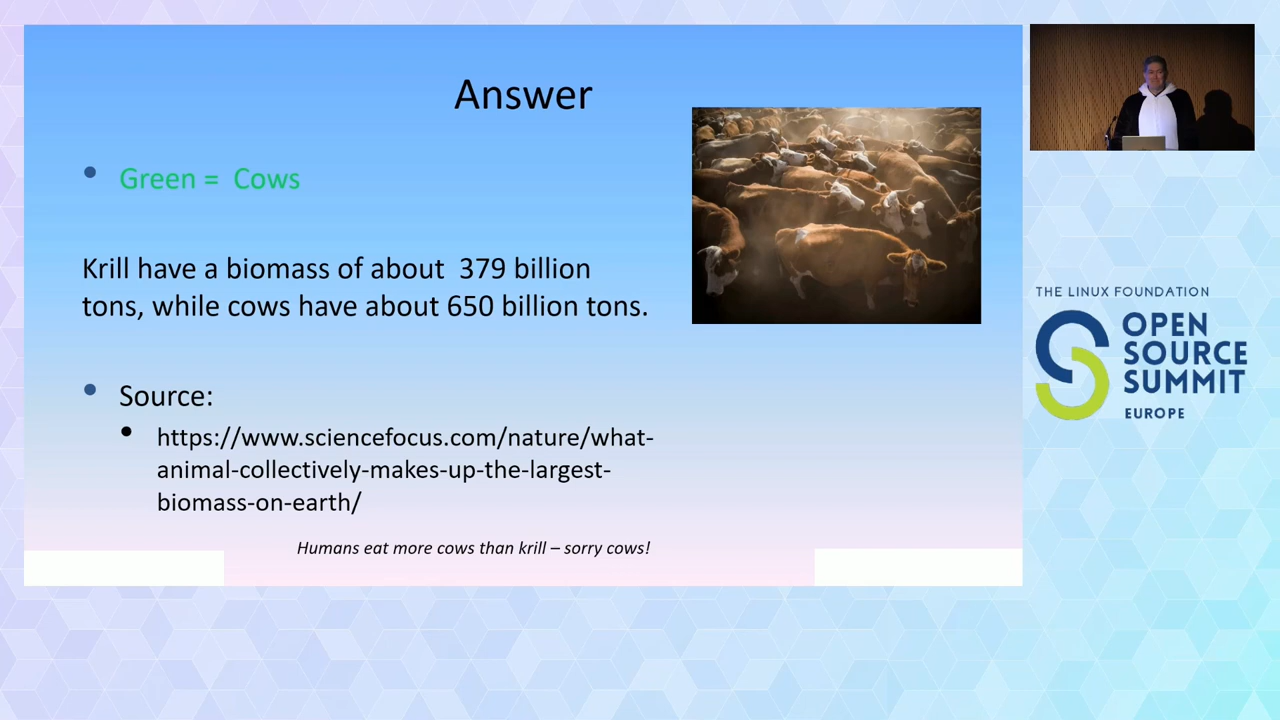 Answer
• Green = Cows
Krill have a biomass of about 379 billion
tons, while cows have about 650 billion tons.
• Source:
• https://www.sciencefocus.com/nature/what-
animal-collectively-makes-up-the-largest-
biomass-on-earth/
Humans eat more cows than krill – sorry cows!
THE LINUX FOUNDATION
OPEN
SOURCE
SUMMIT
EUROPE